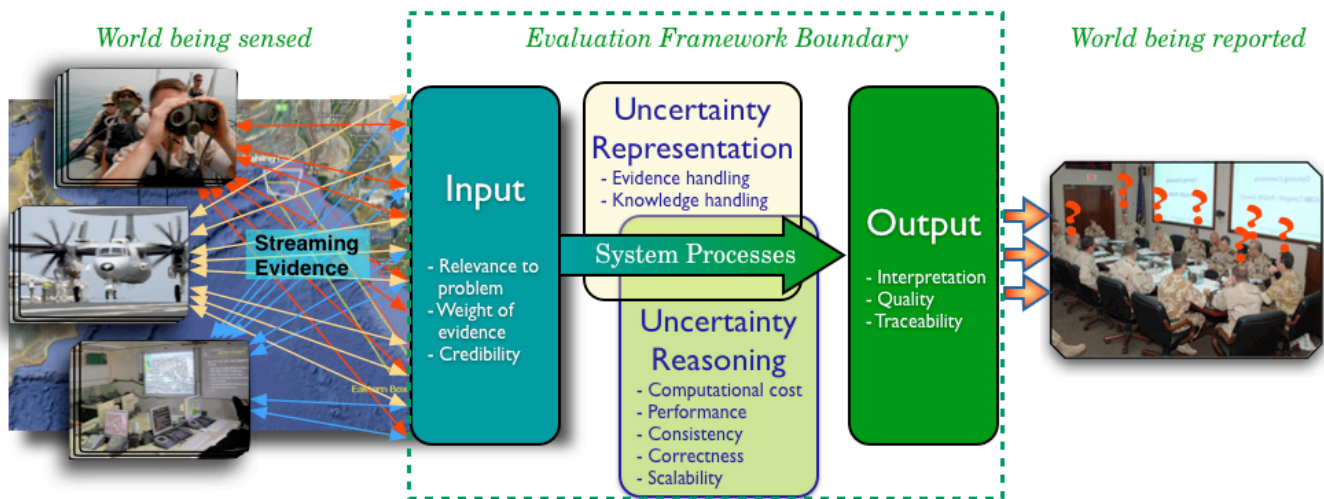 World being sensed
Evaluation Framework Boundary
World being reported
Streaming
Evidence
Eastern Box
Input
- Relevance to
problem
- Weight of
evidence
- Credibility
Uncertainty
Representation
- Evidence handling
- Knowledge handling
System Processes
Uncertainty
Reasoning
- Computational cost
- Performance
- Consistency
- Correctness
- Scalability
Output
- Interpretation
- Quality
- Traceability
? ? ? ? ? ? ?